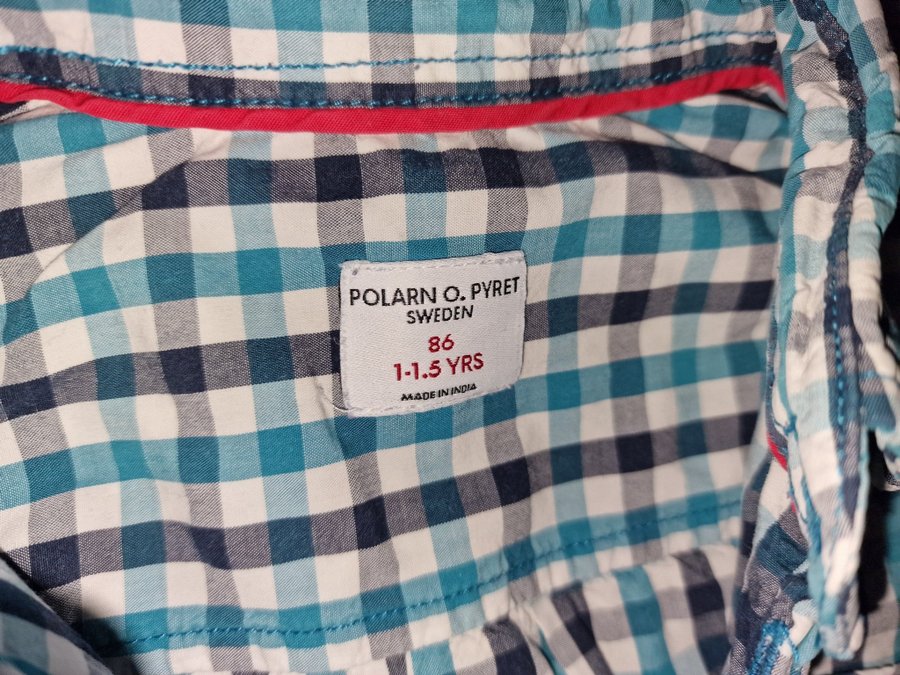 POLARN O. PYRET
SWEDEN
86
1-1.5 YRS
MADE IN INDIA